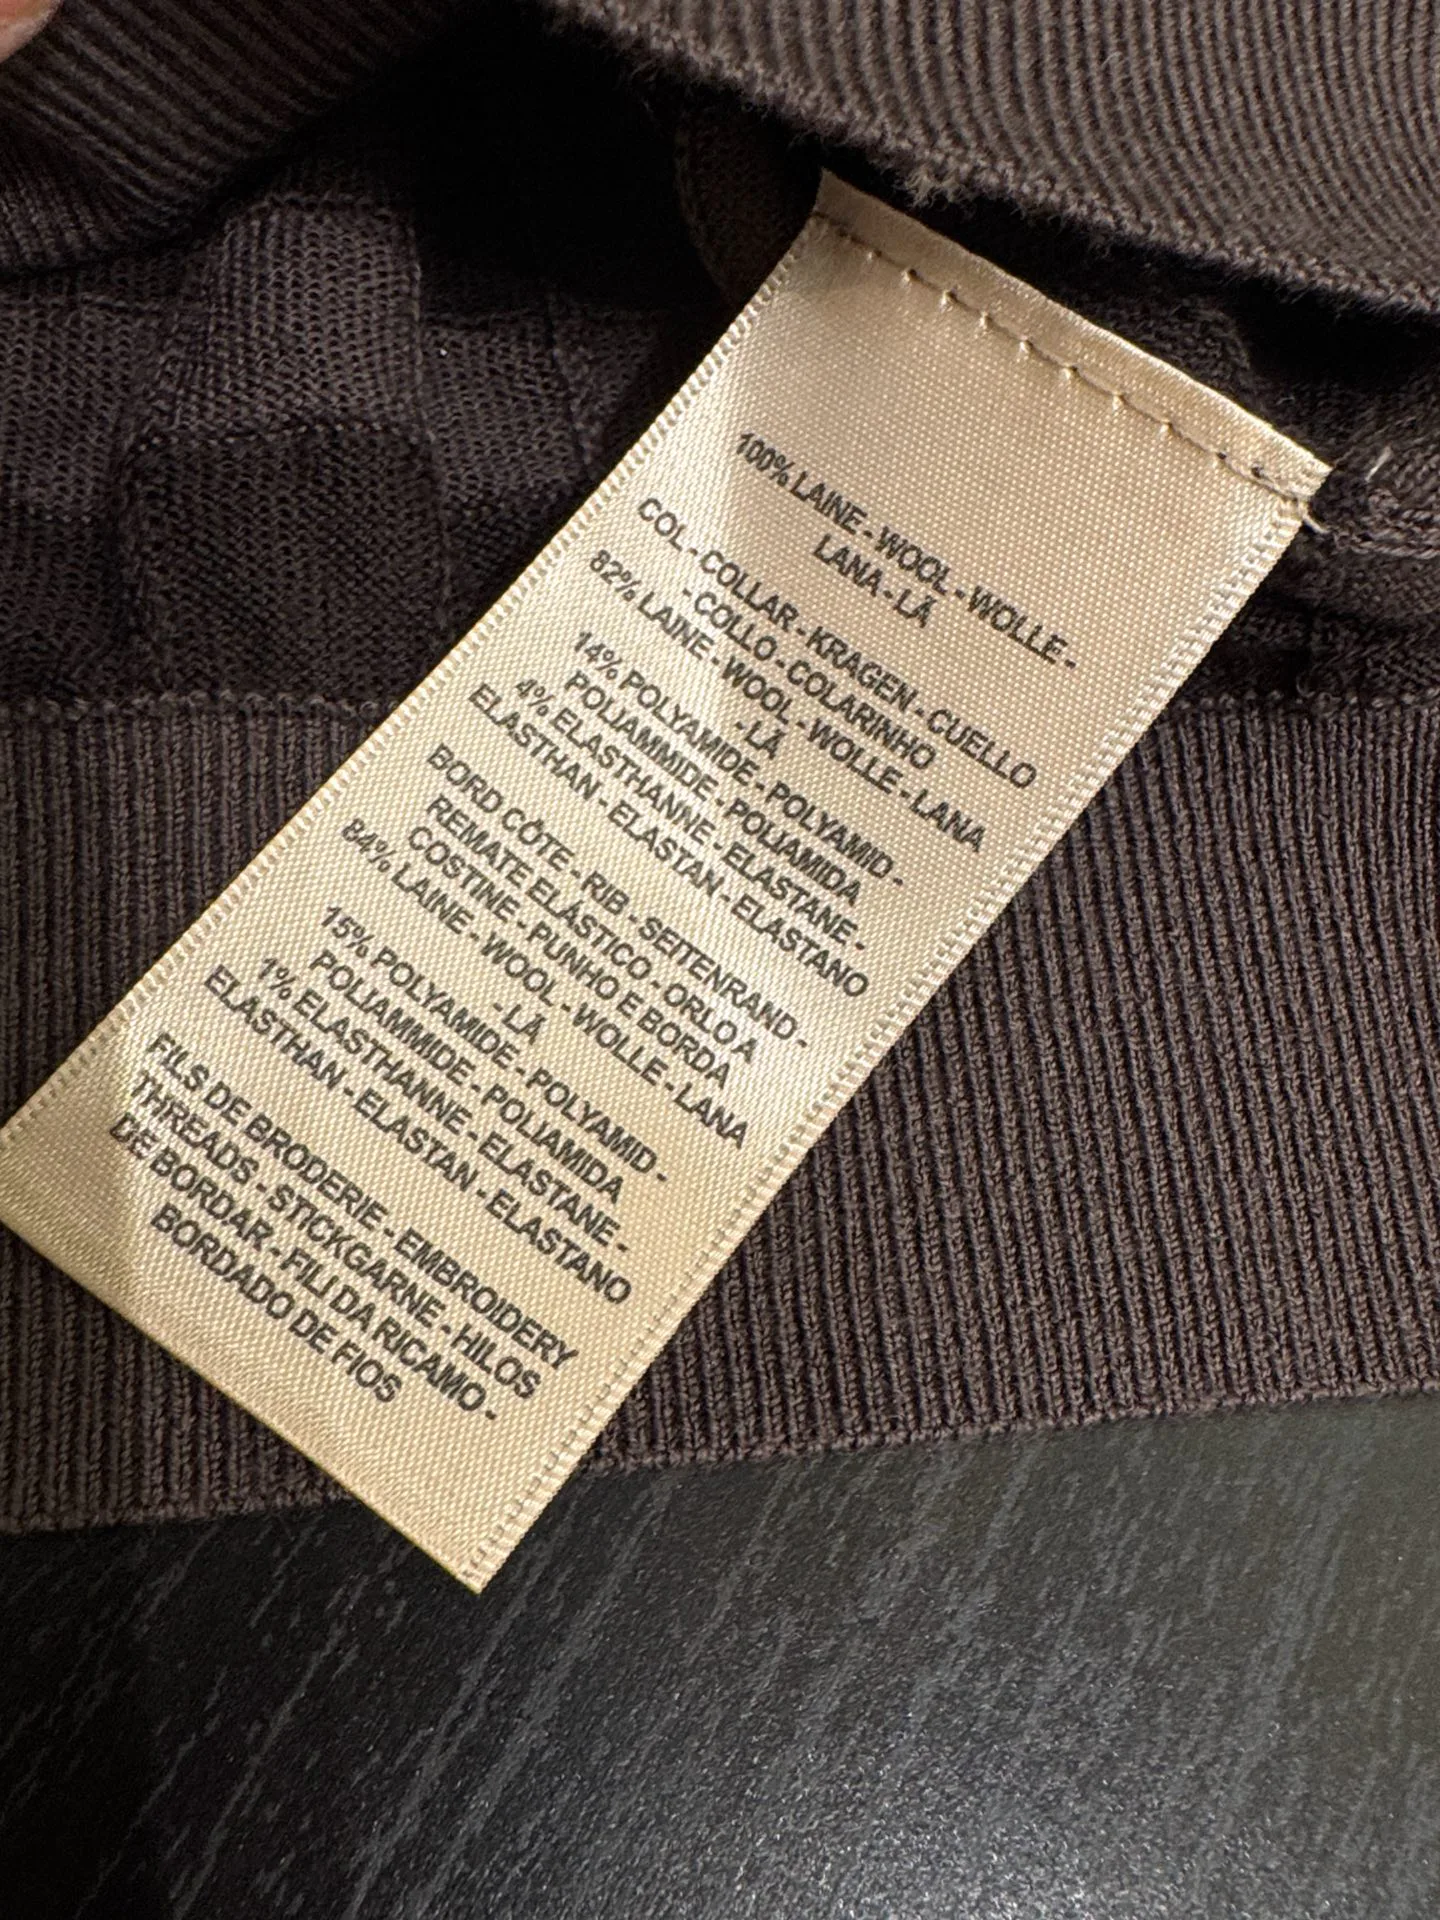 100% LAINE - WOOL - WOLLE -
LANA - LÃ
COL - COLLAR - KRAGEN - CUELLO
- COLLO - COLARINHO
82% LAINE - WOOL - WOLLE - LANA
- LÃ
14% POLYAMIDE - POLYAMID -
POLIAMMIDE - POLIAMIDA
4% ELASTHANNE - ELASTANE -
ELASTHAN - ELASTAN - ELASTANO
BORD CÔTE - RIB - SEITENRAND -
REMATE ELÁSTICO - ORLO A
COSTINE - PUNHO E BORDA
84% LAINE - WOOL - WOLLE - LANA
- LÃ
15% POLYAMIDE - POLYAMID -
POLIAMMIDE - POLIAMIDA
1% ELASTHANNE - ELASTANE -
ELASTHAN - ELASTAN - ELASTANO
FILS DE BRODERIE - EMBROIDERY
THREADS - STICKGARNE - HILOS
DE BORDAR - FILI DA RICAMO -
BORDADO DE FIOS